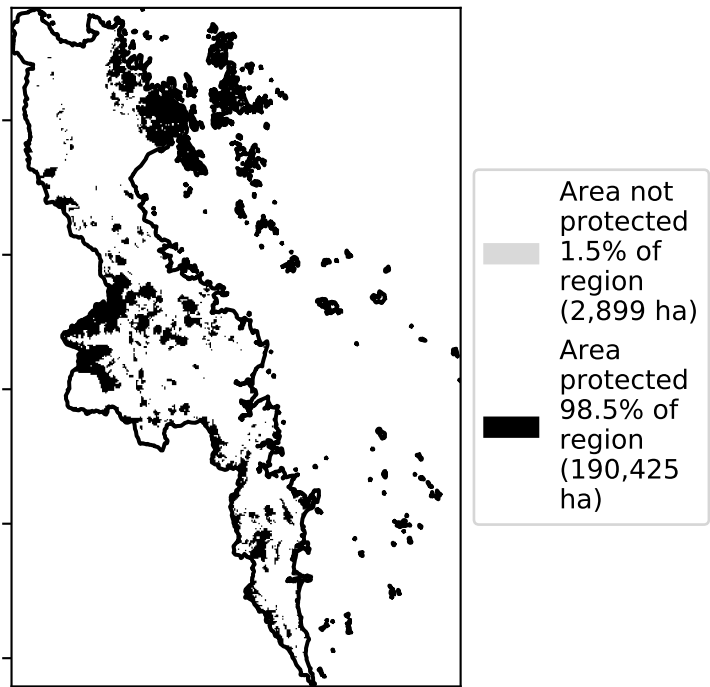 Area not
protected
1.5% of
region
(2,899 ha)
Area
protected
98.5% of
region
(190,425
ha)